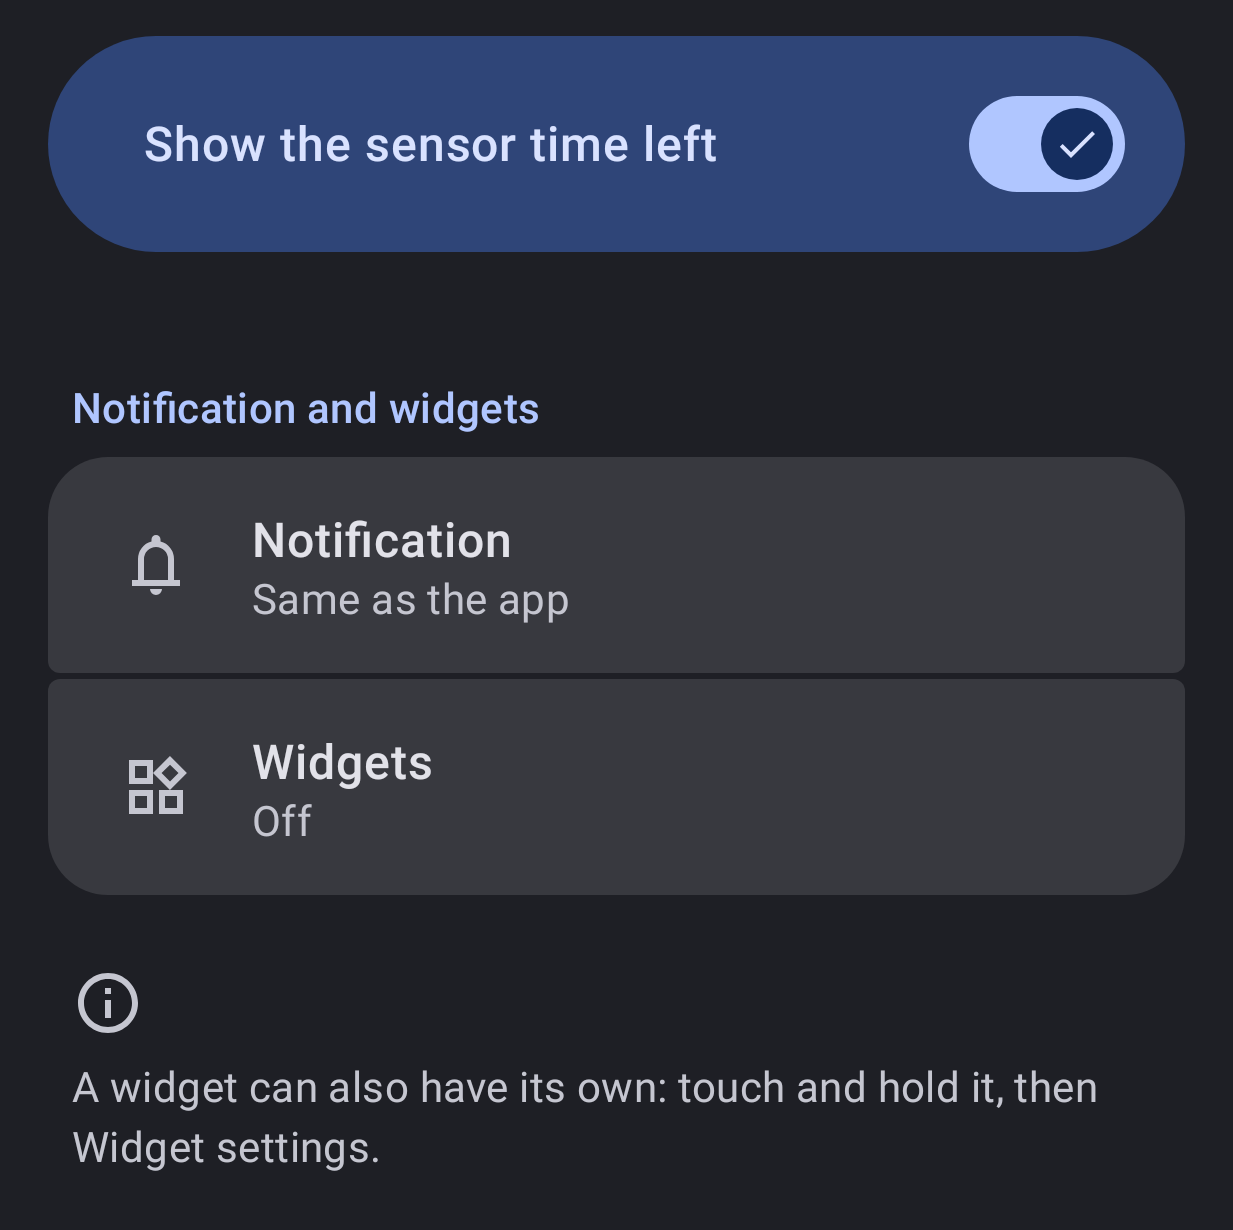 Show the sensor time left
Notification and widgets
Notification
Same as the app
Widgets
Off
A widget can also have its own: touch and hold it, then
Widget settings.